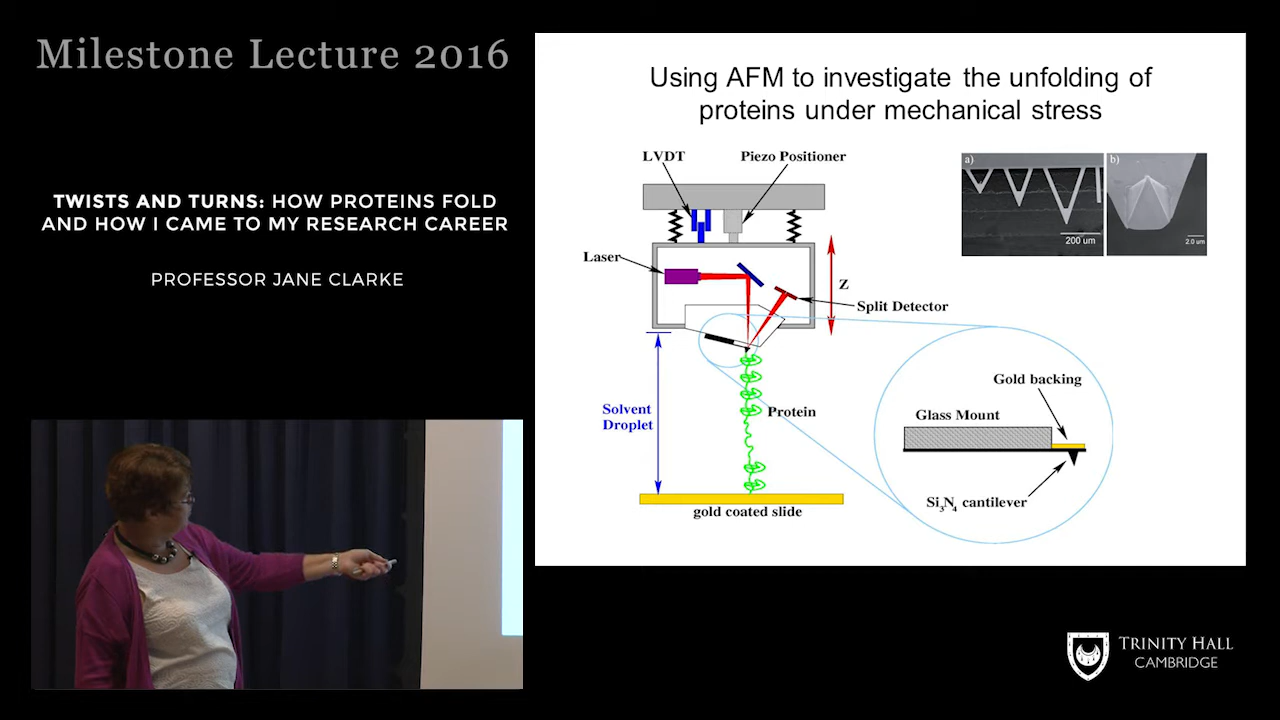 Milestone Lecture 2016
TWISTS AND TURNS: HOW PROTEINS FOLD
AND HOW I CAME TO MY RESEARCH CAREER
PROFESSOR JANE CLARKE
Using AFM to investigate the unfolding of
proteins under mechanical stress
LVDT
Piezo Positioner
Laser
Z
Split Detector
Solvent
Droplet
Protein
gold coated slide
a)
200 um
b)
2.0 um
Gold backing
Glass Mount
Si₃N₄ cantilever
TRINITY HALL
CAMBRIDGE